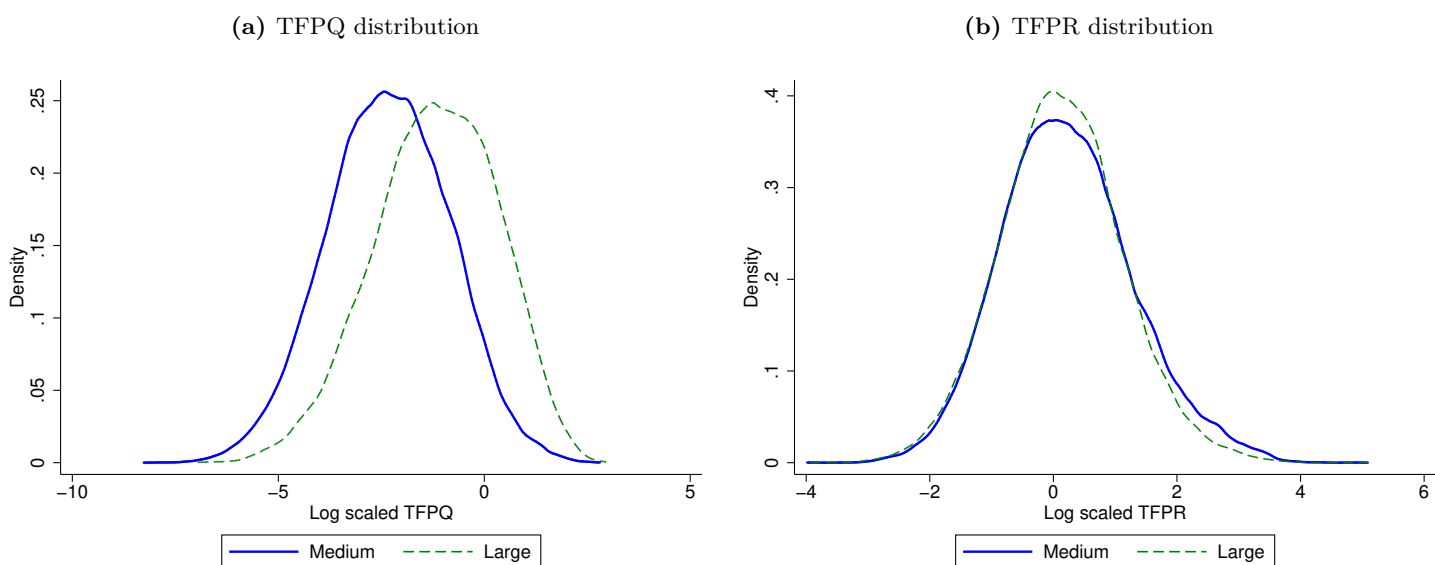 (a) TFPQ distribution
.25
.2
.15
.1
.05
0
Density
−10
−5
0
5
Log scaled TFPQ
Medium
Large
(b) TFPR distribution
.4
.3
.2
.1
0
Density
−4
−2
0
2
4
6
Log scaled TFPR
Medium
Large